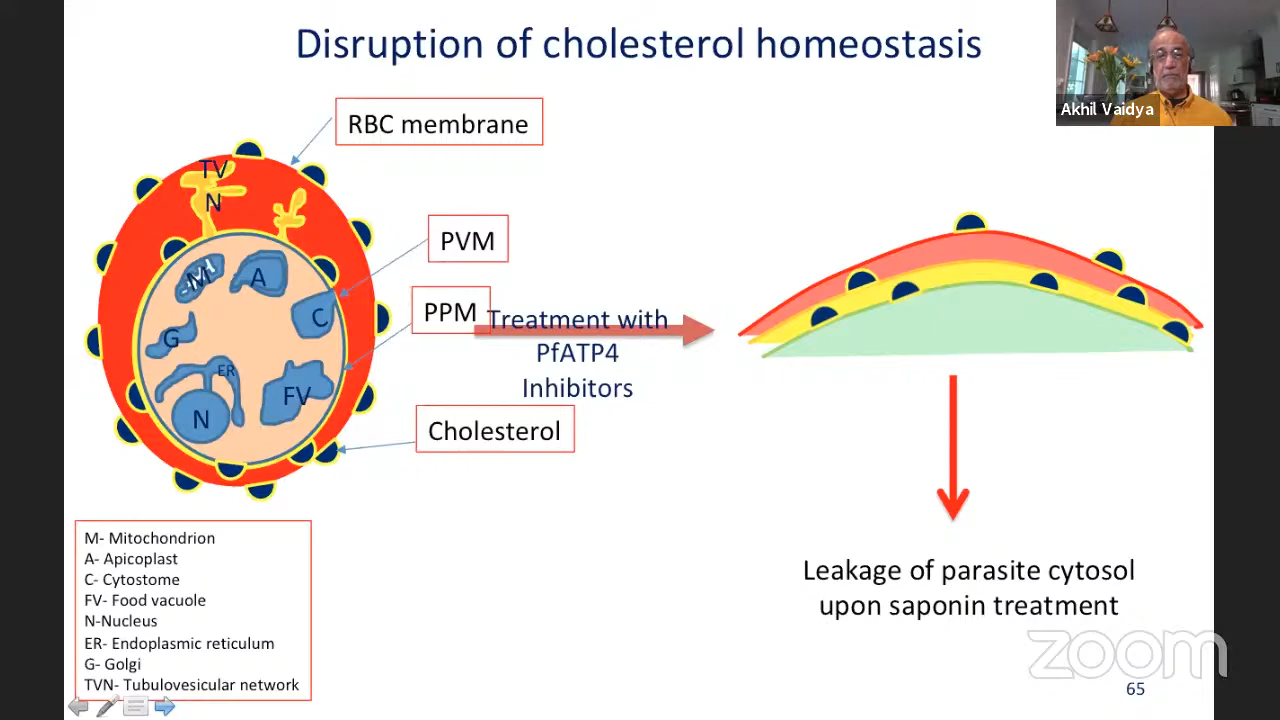 Disruption of cholesterol homeostasis
Akhil Vaidya
RBC membrane
TV
N
PVM
M
A
C
PPM
Treatment with
PfATP4
Inhibitors
G
ER
FV
N
Cholesterol
M- Mitochondrion
A- Apicoplast
C- Cytostome
FV- Food vacuole
N-Nucleus
ER- Endoplasmic reticulum
G- Golgi
TVN- Tubulovesicular network
Leakage of parasite cytosol
upon saponin treatment
zoom
65